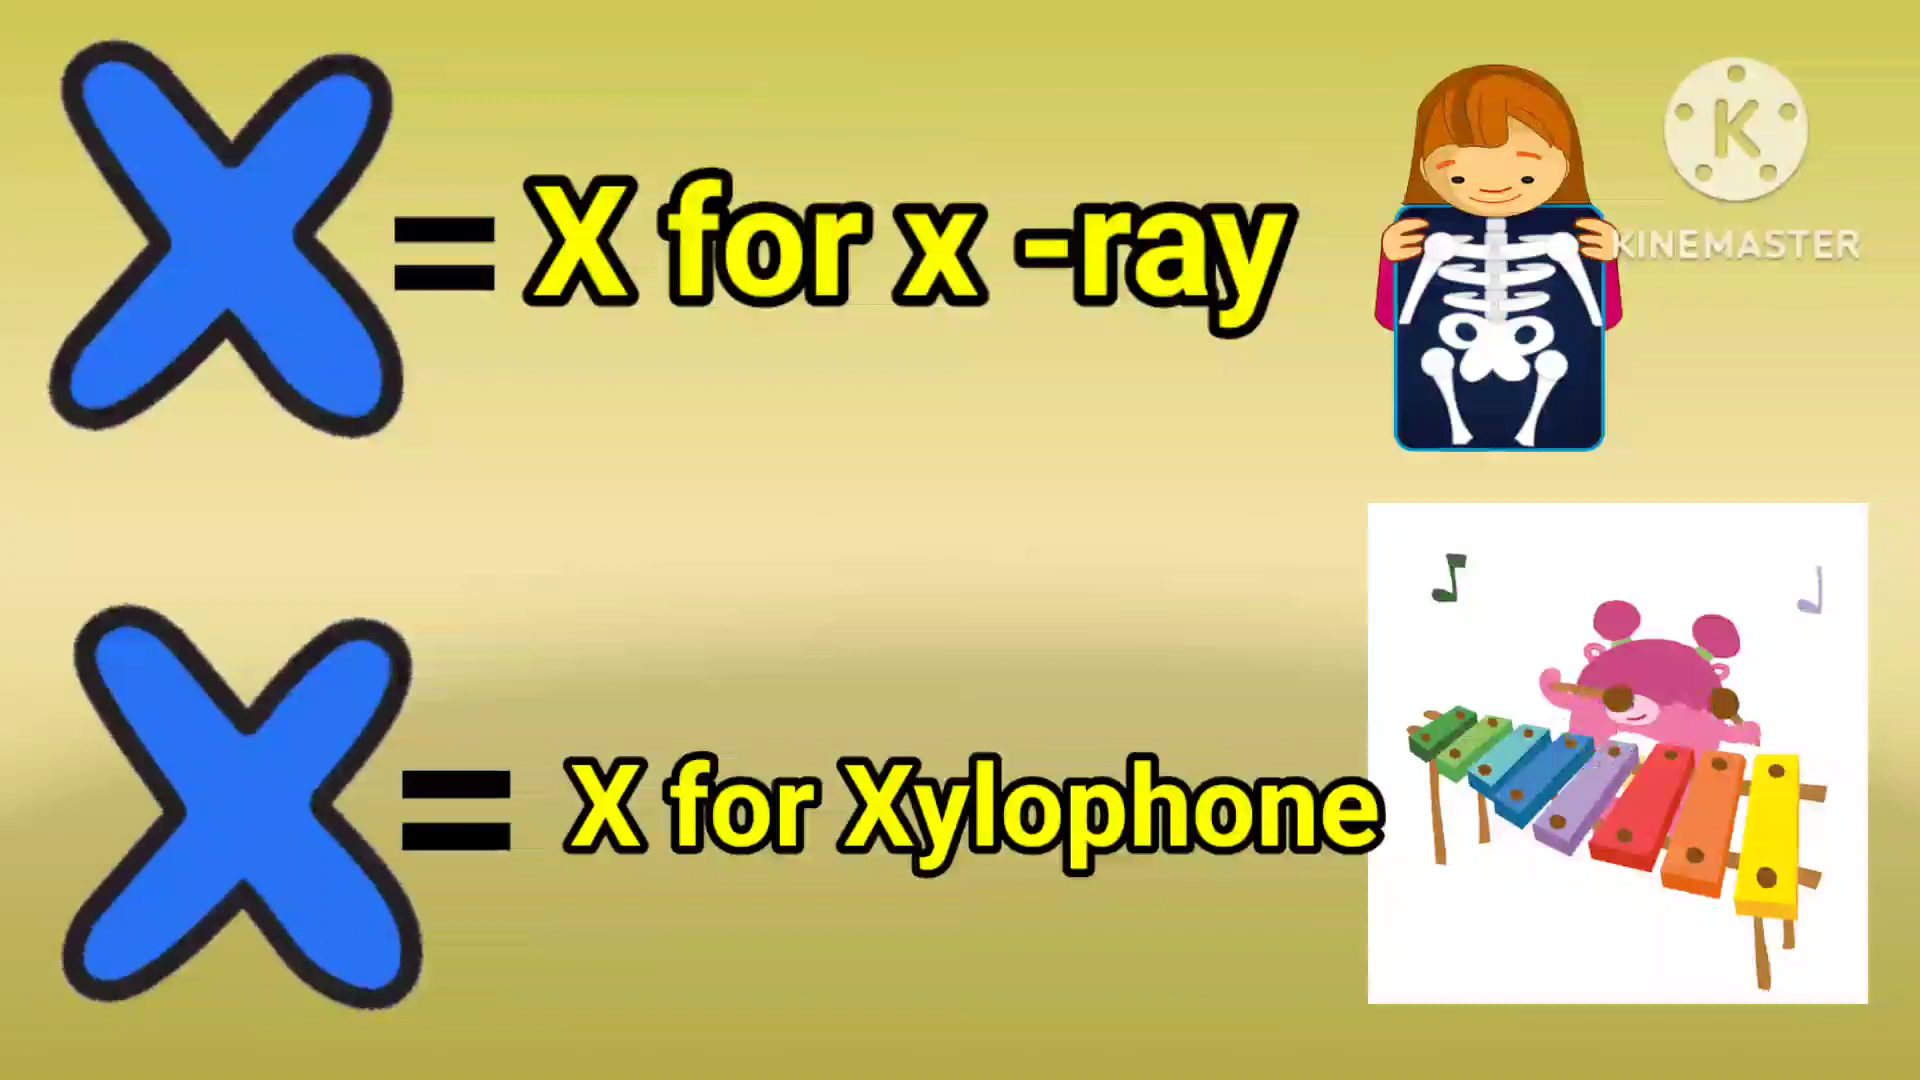 X = X for x -ray
K
KINEMASTER
X = X for Xylophone